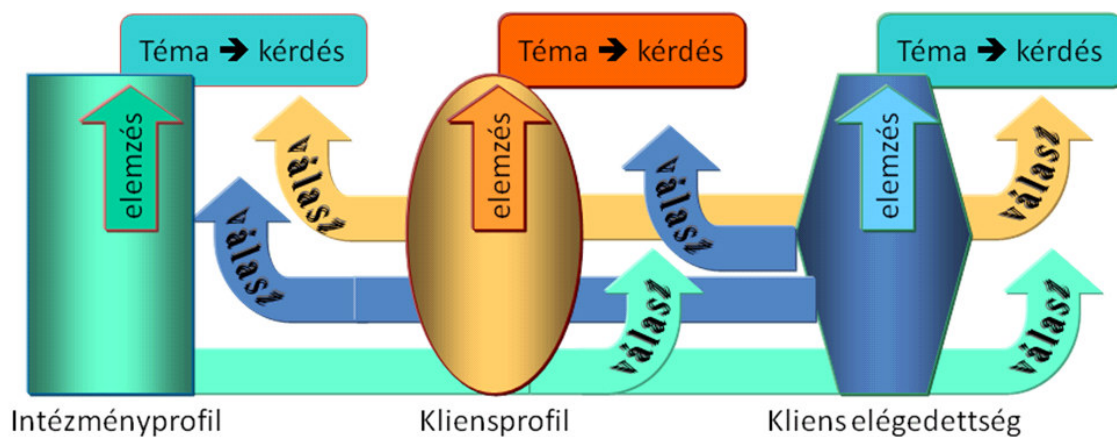 Téma → kérdés
Téma → kérdés
Téma → kérdés
elemzés
elemzés
elemzés
válasz
válasz
válasz
válasz
válasz
válasz
Intézményprofil
Kliensprofil
Kliens elégedettség